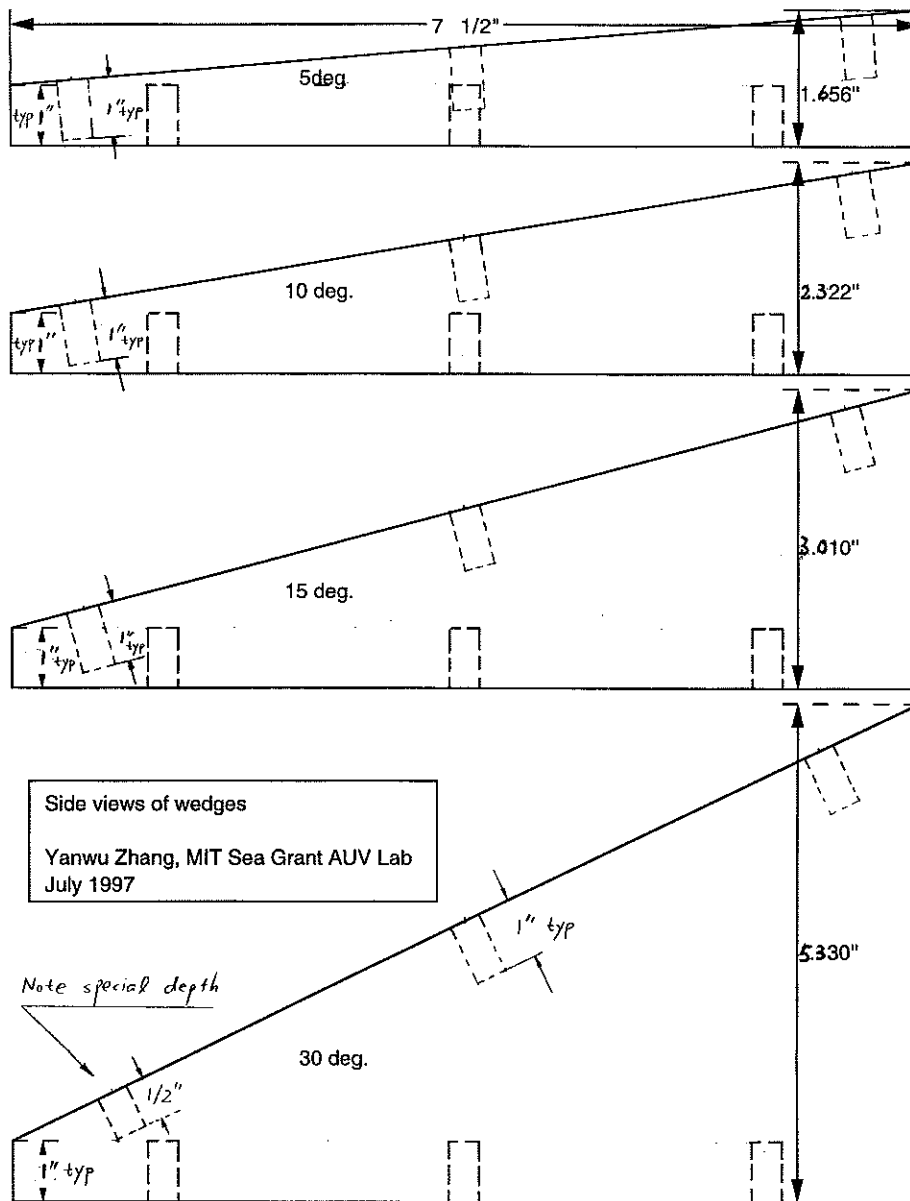 7 1/2"
5deg
typ 1"
1" typ
1.656"
10 deg.
typ 1"
1" typ
2.322"
15 deg.
1" typ
1" typ
3.010"
Side views of wedges
Yanwu Zhang, MIT Sea Grant AUV Lab
July 1997
1" typ
5.330"
Note special depth
30 deg.
1/2"
1" typ